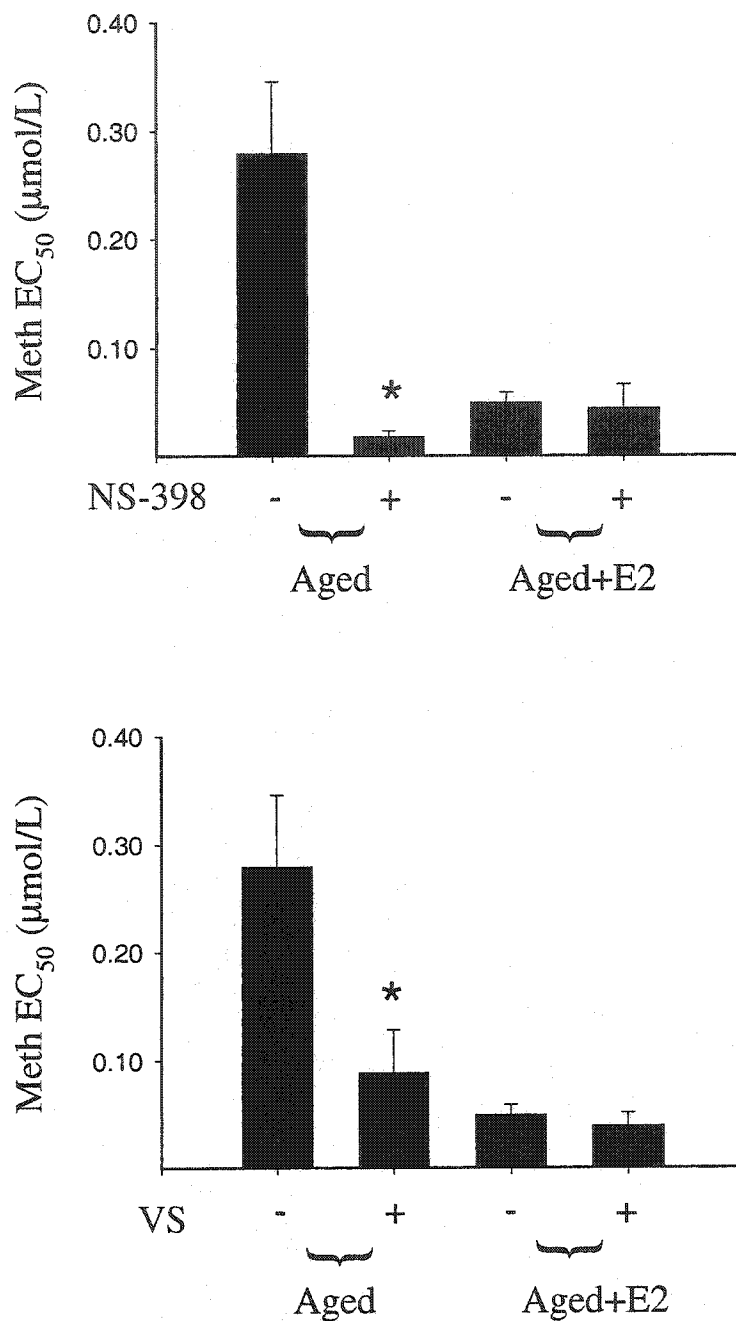 0.40
0.30
0.20
0.10
Meth EC50 (μmol/L)
*
NS-398 - + - +
Aged Aged+E2
0.40
0.30
0.20
0.10
Meth EC50 (μmol/L)
*
VS - + - +
Aged Aged+E2